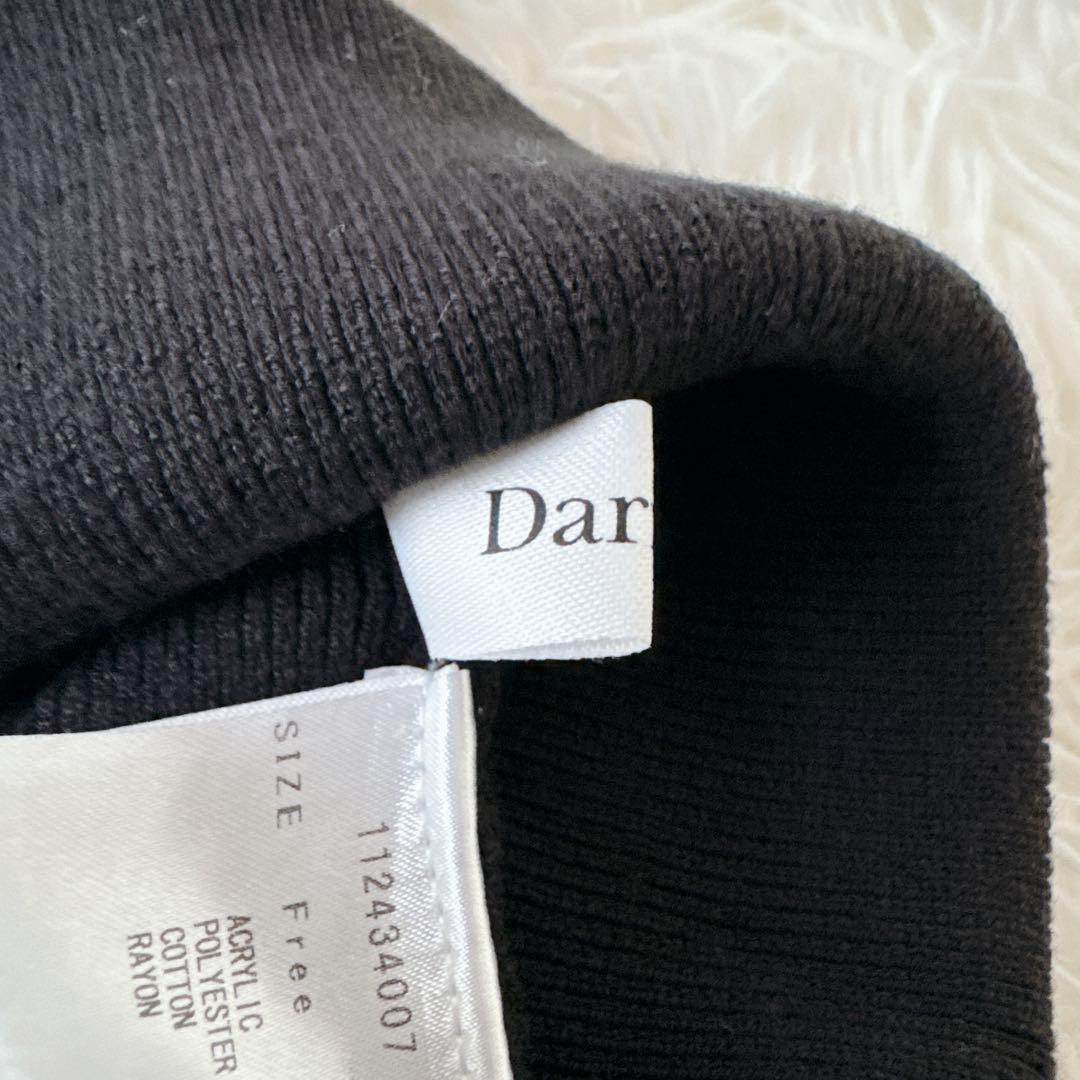 Dar
112434007
SIZE Free
ACRYLIC
POLYESTER
COTTON
RAYON